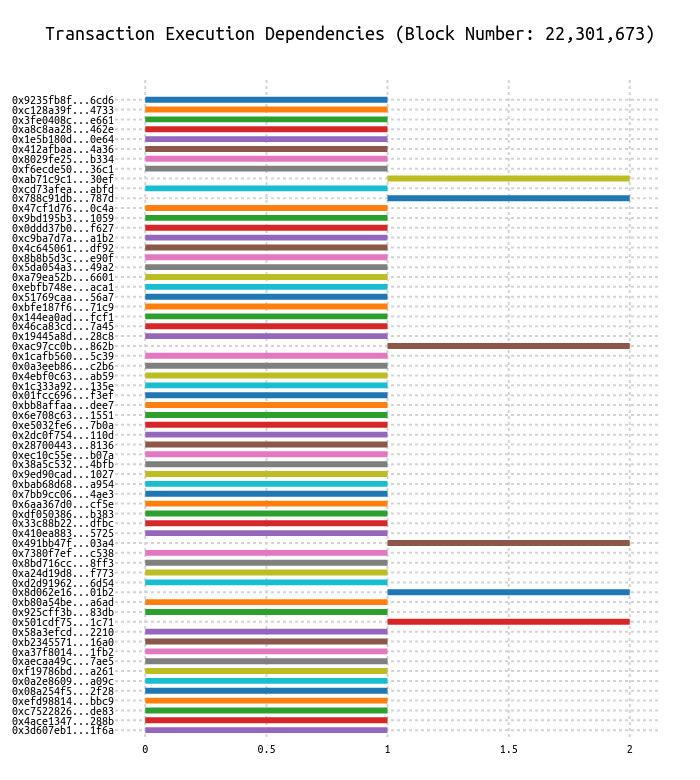 Transaction Execution Dependencies (Block Number: 22,301,673)
0x9235fb8f...6cd6
0xc128a39f...4733
0x3fe0408c...e661
0xa8c8aa28...462e
0x1e5b180d...0e64
0x412afbaa...4a36
0x8029fe25...b334
0xf6ecde50...36c1
0xab71c9c1...30ef
0xcd73afea...abfd
0x788c91db...787d
0x47cf1d76...0c4a
0x9bd195b3...1059
0x0ddd37b0...f627
0xc9ba7d7a...a1b2
0x4c645061...df92
0x8b8b5d3c...e90f
0x5da054a3...49a2
0xa79ea52b...6601
0xebfb748e...aca1
0x51769caa...56a7
0xbfe187f6...71c9
0x144ea0ad...fcf1
0x46ca83cd...7a45
0x19445a8d...28c8
0xac97cc0b...862b
0x1cafb560...5c39
0x0a3eeb86...c2b6
0x4ebf0c63...ab59
0x1c333a92...135e
0x01fcc696...f3ef
0xbb8affaa...dee7
0x6e708c63...1551
0xe5032fe6...7b0a
0x2dc0f754...110d
0x28700443...8136
0xec10c55e...b07a
0x38a5c532...4bfb
0x9ed90cad...1027
0xbab68d68...a954
0x7bb9cc06...4ae3
0x6aa367d0...cf5e
0xdf050386...b383
0x33c88b22...dfbc
0x410ea883...5725
0x491bb47f...03a4
0x7380f7ef...c538
0x8bd716cc...8ff3
0xa24d19d8...f773
0xd2d91962...6d54
0x8d062e16...01b2
0xb80a54be...a6ad
0x925cff3b...83db
0x501cdf75...1c71
0x58a3efcd...2210
0xb2345571...16a0
0xa37f8014...1fb2
0xaecaa49c...7ae5
0xf19786bd...a261
0x0a2e8609...a09c
0x08a254f5...2f28
0xefd98814...bbc9
0xc7522826...de83
0x4ace1347...288b
0x3d607eb1...1f6a
0 0.5 1 1.5 2